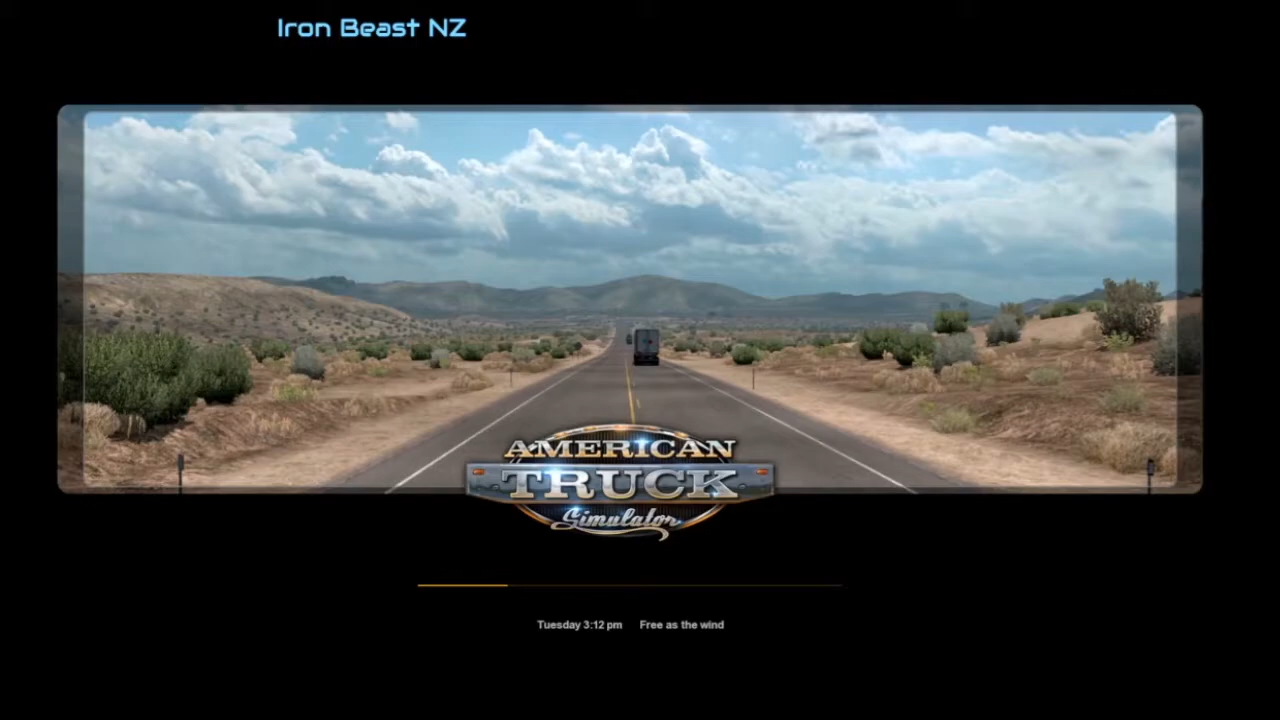 Iron Beast NZ
AMERICAN
TRUCK
Simulator
Tuesday 3:12 pm Free as the wind